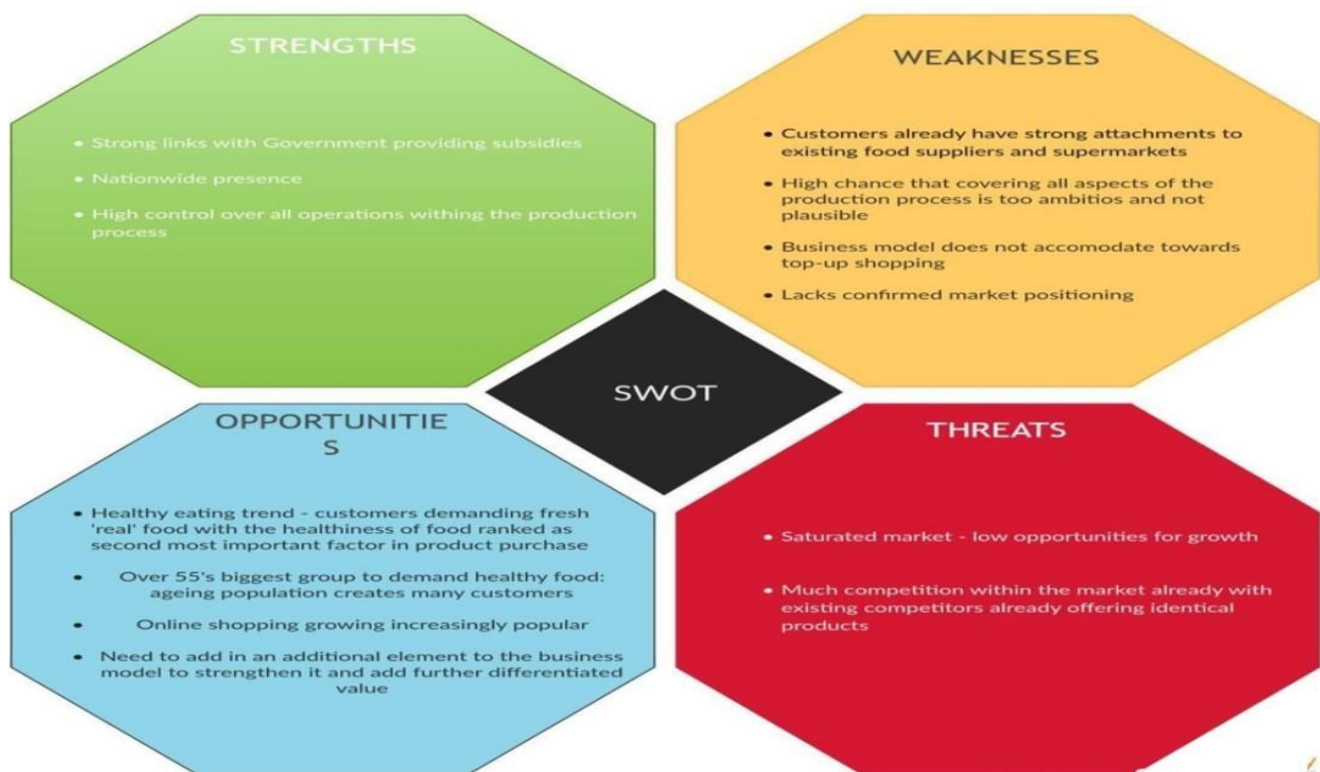 STRENGTHS
• Strong links with Government providing subsidies
• Nationwide presence
• High control over all operations withing the production
process
WEAKNESSES
• Customers already have strong attachments to
existing food suppliers and supermarkets
• High chance that covering all aspects of the
production process is too ambitios and not
plausible
• Business model does not accomodate towards
top-up shopping
• Lacks confirmed market positioning
SWOT
OPPORTUNITIE
S
• Healthy eating trend - customers demanding fresh
'real' food with the healthiness of food ranked as
second most important factor in product purchase
• Over 55's biggest group to demand healthy food:
ageing population creates many customers
• Online shopping growing increasingly popular
• Need to add in an additional element to the business
model to strengthen it and add further differentiated
value
THREATS
• Saturated market - low opportunities for growth
• Much competition within the market already with
existing competitors already offering identical
products